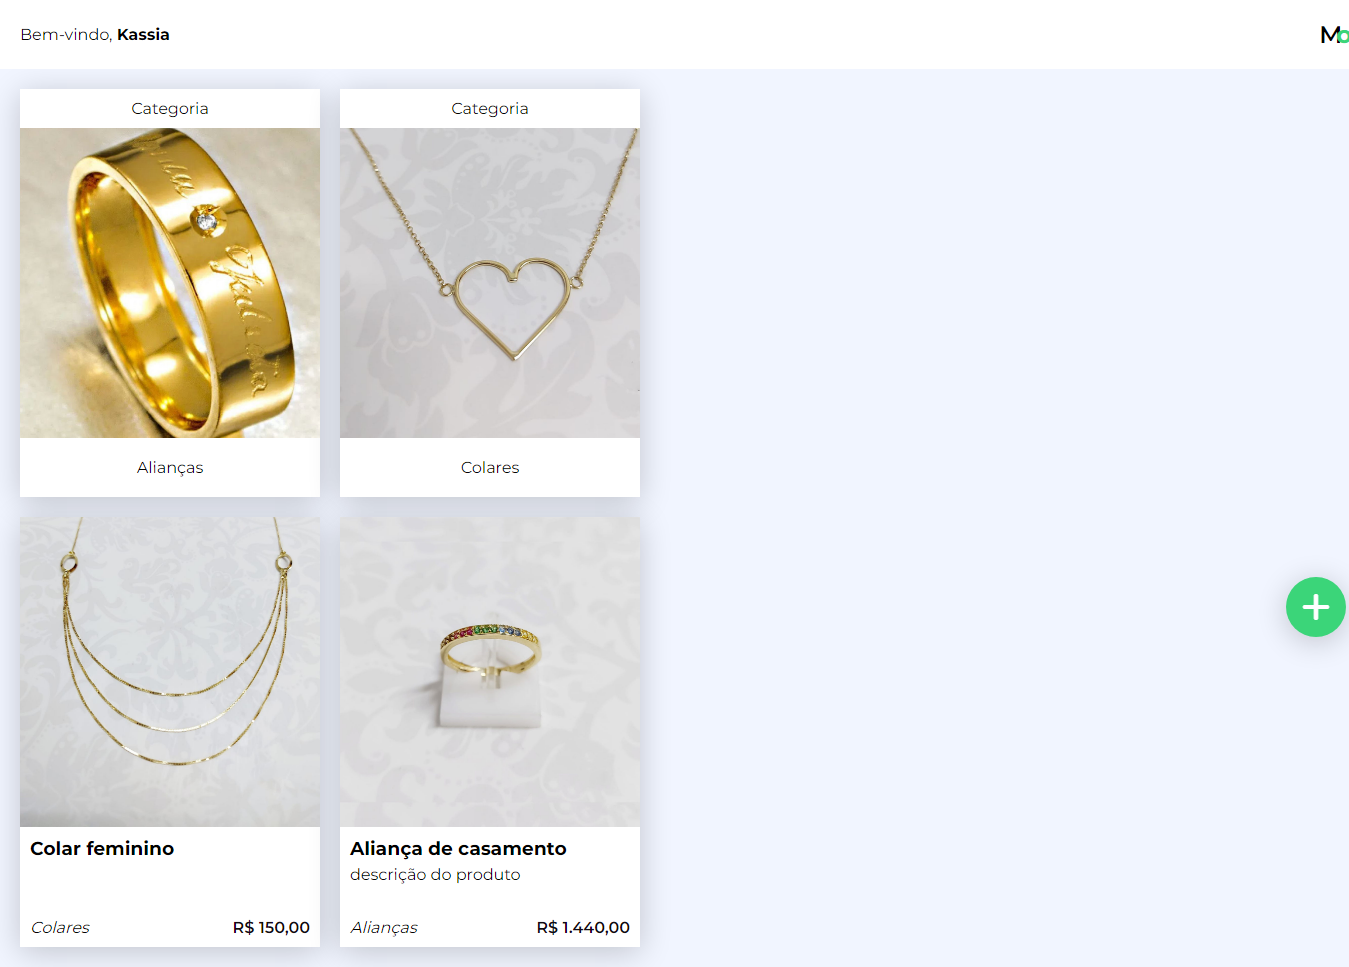 Bem-vindo, Kassia
Mo
Categoria
Categoria
Alianças
Colares
Colar feminino
Colares
R$ 150,00
Aliança de casamento
descrição do produto
Alianças
R$ 1.440,00